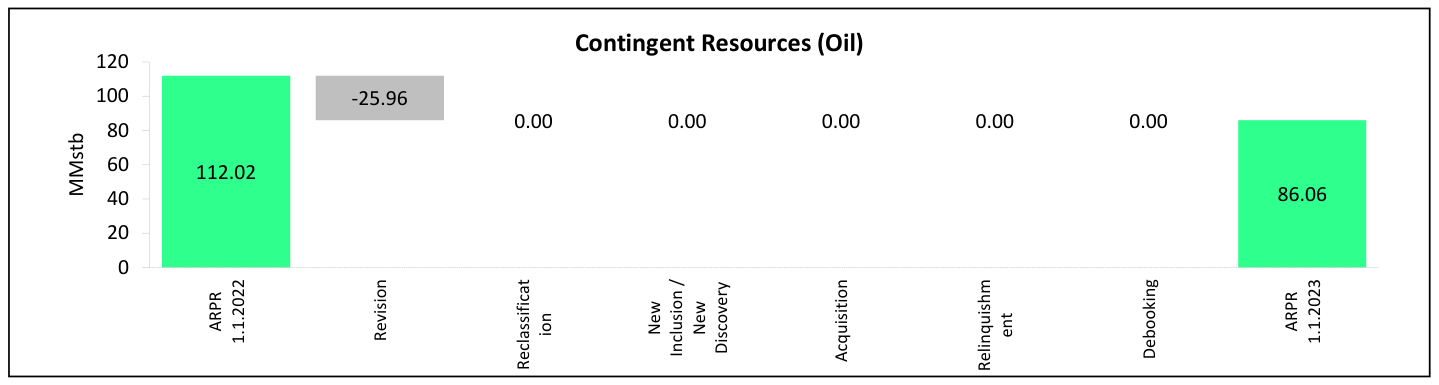 Contingent Resources (Oil)
MMstb
120
100
80
60
40
20
0
112.02
-25.96
0.00
0.00
0.00
0.00
0.00
86.06
ARPR
1.1.2022
Revision
Reclassificat
ion
New
Inclusion /
New
Discovery
Acquisition
Relinquishm
ent
Debooking
ARPR
1.1.2023